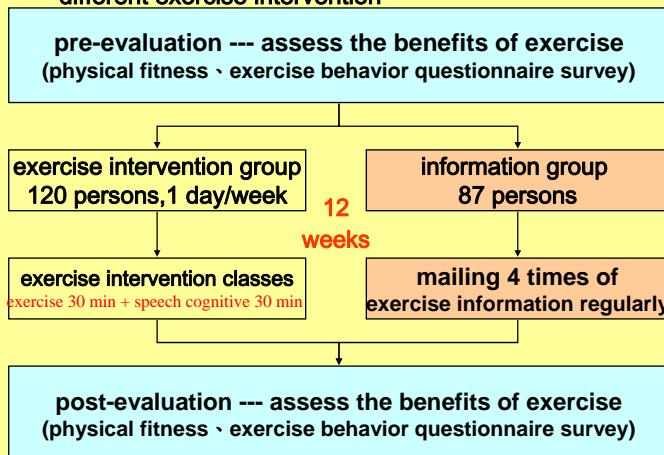 different exercise intervention
pre-evaluation --- assess the benefits of exercise
(physical fitness、exercise behavior questionnaire survey)
exercise intervention group
120 persons,1 day/week
information group
87 persons
12
weeks
exercise intervention classes
exercise 30 min + speech cognitive 30 min
mailing 4 times of
exercise information regularly
post-evaluation --- assess the benefits of exercise
(physical fitness、exercise behavior questionnaire survey)